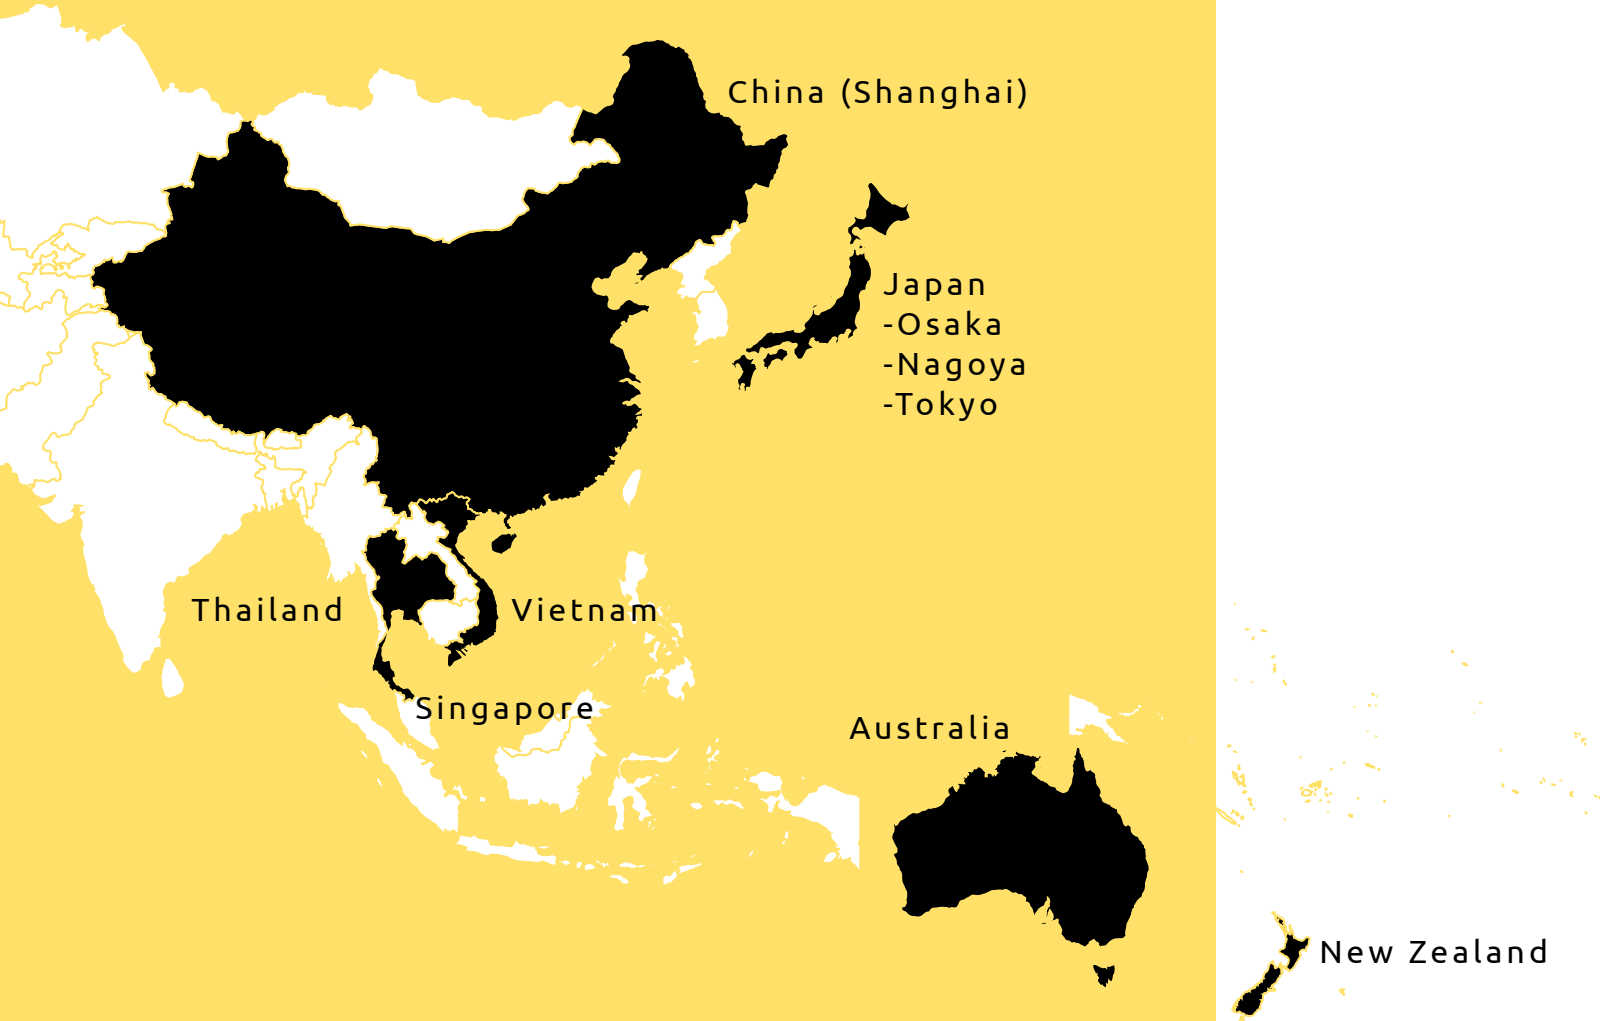 China (Shanghai)
Japan
-Osaka
-Nagoya
-Tokyo
Thailand
Vietnam
Singapore
Australia
New Zealand